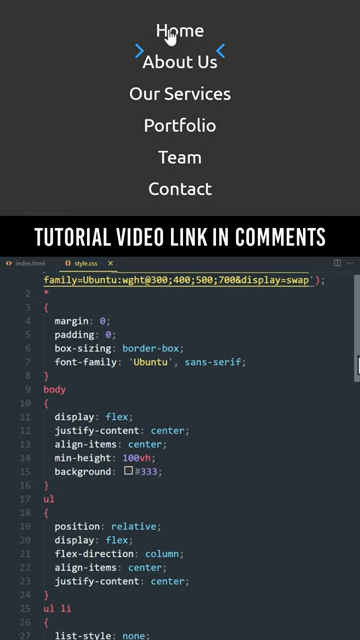 Home
About Us
Our Services
Portfolio
Team
Contact
TUTORIAL VIDEO LINK IN COMMENTS
index.html
style.css
family=Ubuntu:wght@300;400;500;700&display=swap');
2 *
3 {
4 margin: 0;
5 padding: 0;
6 box-sizing: border-box;
7 font-family: 'Ubuntu', sans-serif;
8 }
9 body
10 {
11 display: flex;
12 justify-content: center;
13 align-items: center;
14 min-height: 100vh;
15 background: #333;
16 }
17 ul
18 {
19 position: relative;
20 display: flex;
21 flex-direction: column;
22 align-items: center;
23 justify-content: center;
24 }
25 ul li
26 {
27 list-style: none;